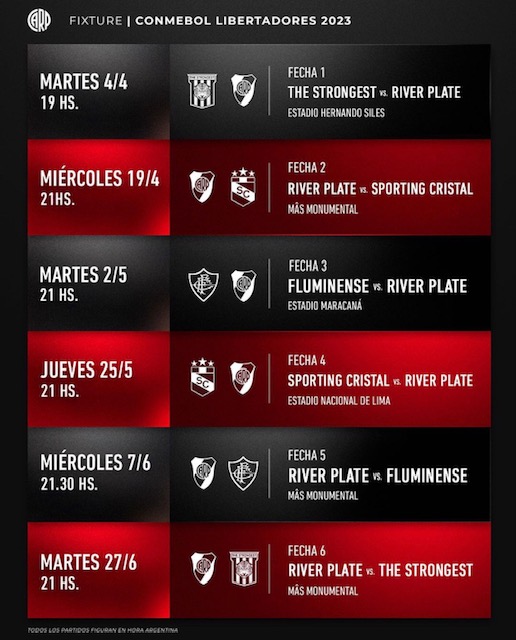 FIXTURE | CONMEBOL LIBERTADORES 2023
MARTES 4/4
19 HS.
FECHA 1
THE STRONGEST vs. RIVER PLATE
ESTADIO HERNANDO SILES
MIÉRCOLES 19/4
21HS.
FECHA 2
RIVER PLATE vs. SPORTING CRISTAL
MÂS MONUMENTAL
MARTES 2/5
21 HS.
FECHA 3
FLUMINENSE vs. RIVER PLATE
ESTADIO MARACANÁ
JUEVES 25/5
21 HS.
FECHA 4
SPORTING CRISTAL vs. RIVER PLATE
ESTADIO NACIONAL DE LIMA
MIÉRCOLES 7/6
21.30 HS.
FECHA 5
RIVER PLATE vs. FLUMINENSE
MÂS MONUMENTAL
MARTES 27/6
21 HS.
FECHA 6
RIVER PLATE vs. THE STRONGEST
MÂS MONUMENTAL
TODOS LOS PARTIDOS FIGURAN EN HORA ARGENTINA